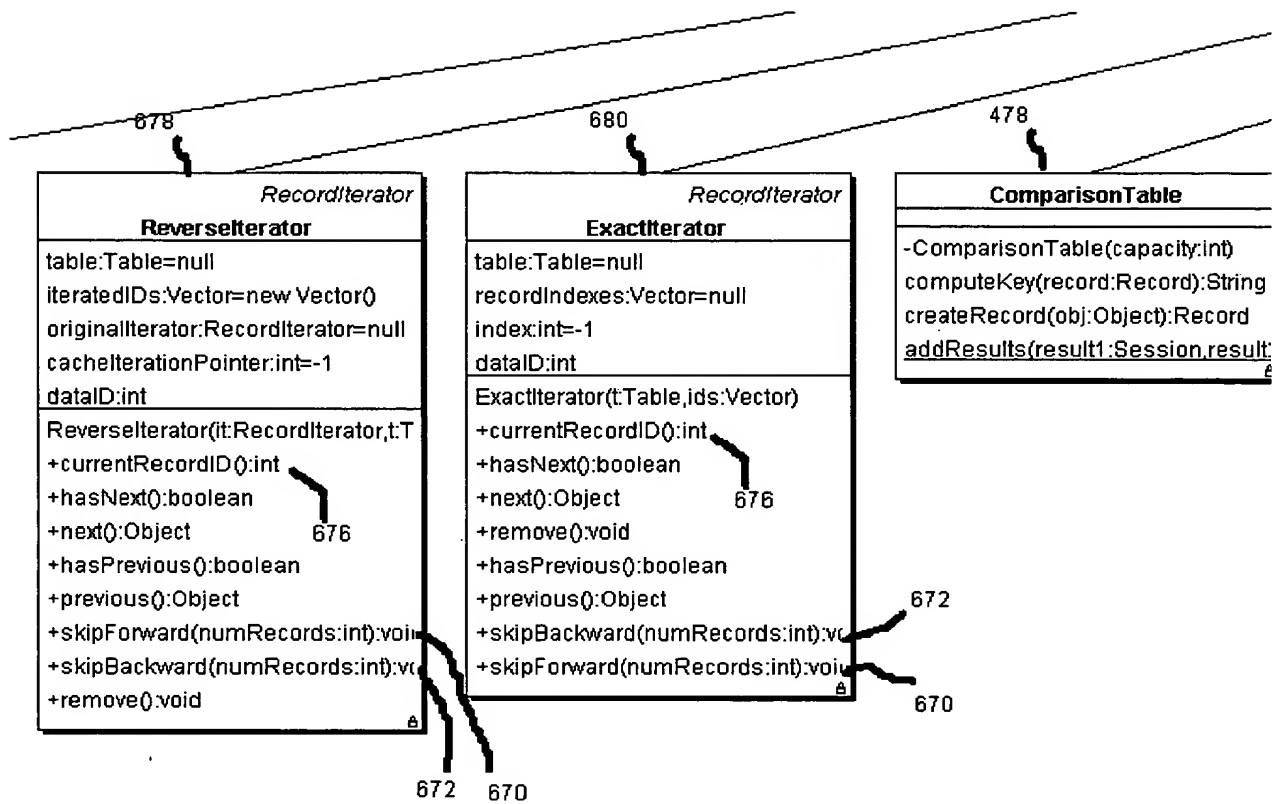 678
680
478
RecordIterator
ReverseIterator
table:Table=null
iteratedIDs:Vector=new Vector()
originalIterator:RecordIterator=null
cacheIterationPointer:int=-1
dataID:int
ReverseIterator(it:RecordIterator,t:T
+currentRecordID():int
+hasNext():boolean
+next():Object
+hasPrevious():boolean
+previous():Object
+skipForward(numRecords:int):voi
+skipBackward(numRecords:int):vo
+remove():void
676
672
670
RecordIterator
ExactIterator
table:Table=null
recordIndexes:Vector=null
index:int=-1
dataID:int
ExactIterator(t:Table,ids:Vector)
+currentRecordID():int
+hasNext():boolean
+next():Object
+remove():void
+hasPrevious():boolean
+previous():Object
+skipBackward(numRecords:int):vo
+skipForward(numRecords:int):voi
676
672
670
ComparisonTable
-ComparisonTable(capacity:int)
computeKey(record:Record):String
createRecord(obj:Object):Record
addResults(result1:Session,result